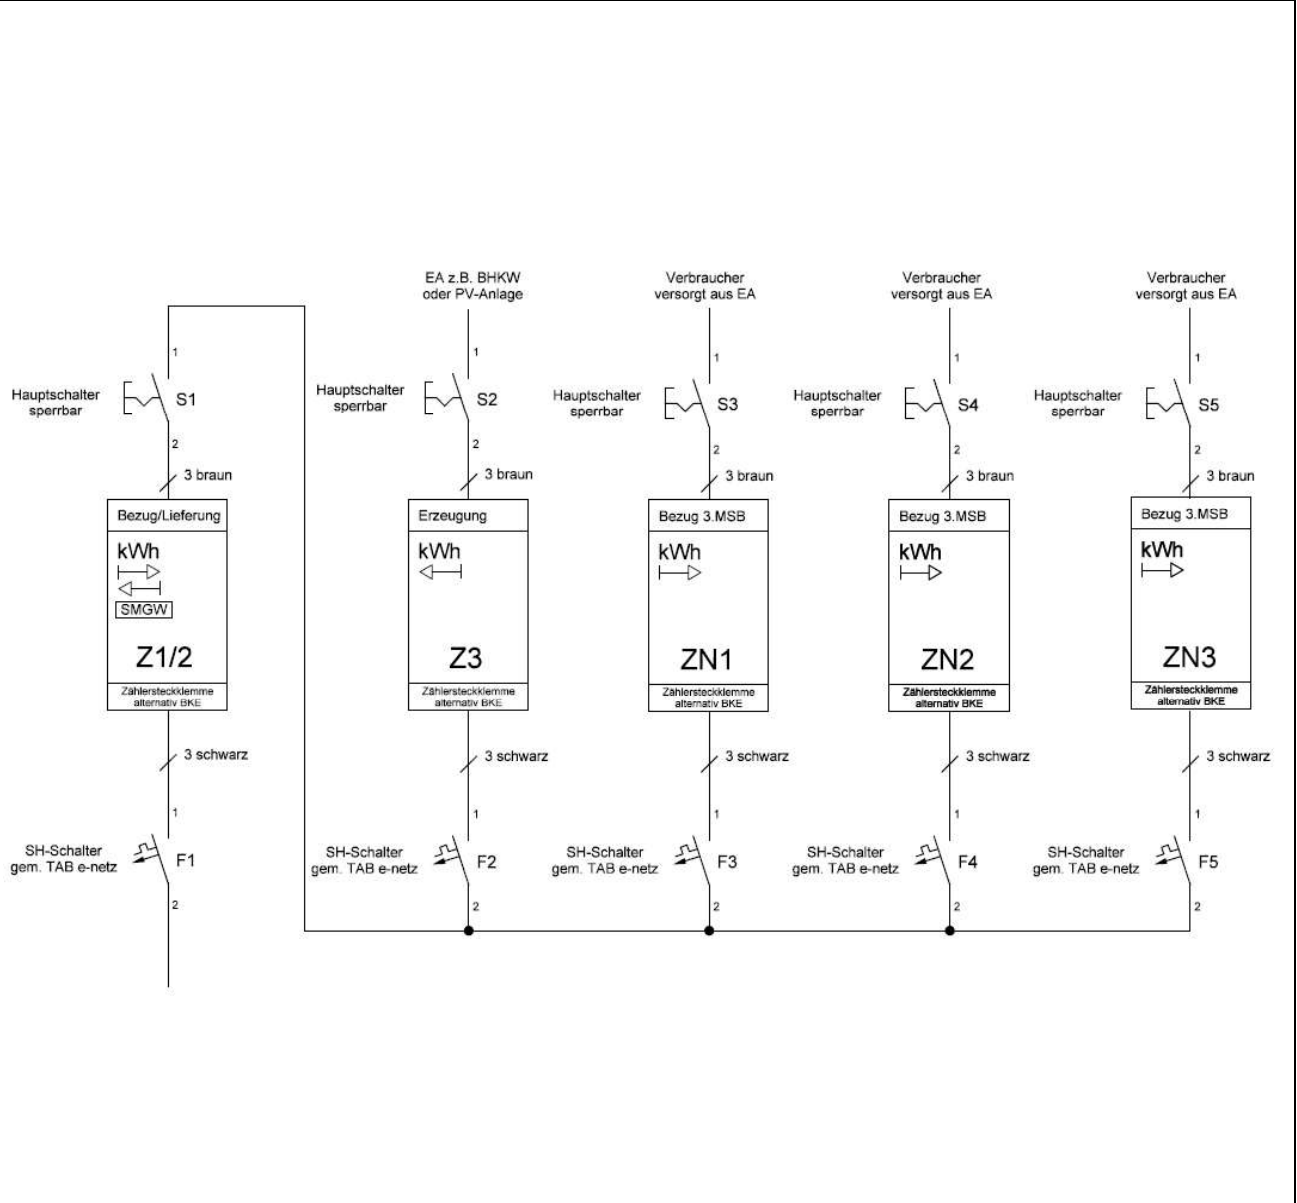 EA z.B. BHKW
oder PV-Anlage
Verbraucher
versorgt aus EA
Verbraucher
versorgt aus EA
Verbraucher
versorgt aus EA
1
1
1
1
1
Hauptschalter
sperrbar
S1
Hauptschalter
sperrbar
S2
Hauptschalter
sperrbar
S3
Hauptschalter
sperrbar
S4
Hauptschalter
sperrbar
S5
2
2
2
2
2
3 braun
3 braun
3 braun
3 braun
3 braun
Bezug/Lieferung
kWh
SMGW
Z1/2
Zählersteckklemme
alternativ BKE
Erzeugung
kWh
Z3
Zählersteckklemme
alternativ BKE
Bezug 3.MSB
kWh
ZN1
Zählersteckklemme
alternativ BKE
Bezug 3.MSB
kWh
ZN2
Zählersteckklemme
alternativ BKE
Bezug 3.MSB
kWh
ZN3
Zählersteckklemme
alternativ BKE
3 schwarz
3 schwarz
3 schwarz
3 schwarz
3 schwarz
1
1
1
1
1
SH-Schalter
gem. TAB e-netz
F1
SH-Schalter
gem. TAB e-netz
F2
SH-Schalter
gem. TAB e-netz
F3
SH-Schalter
gem. TAB e-netz
F4
SH-Schalter
gem. TAB e-netz
F5
2
2
2
2
2